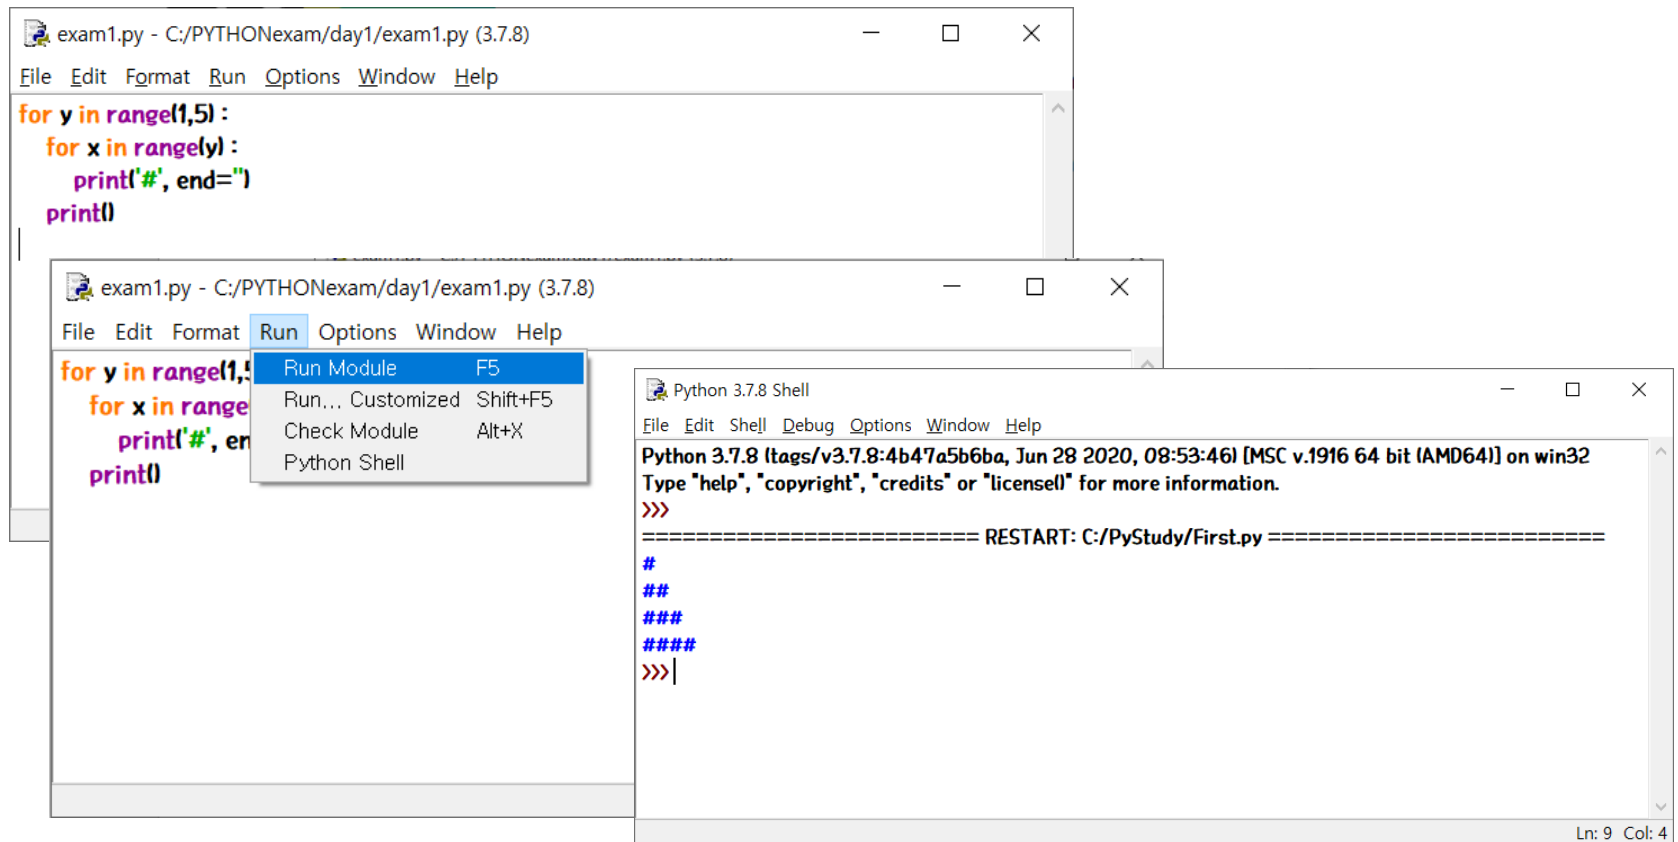 exam1.py - C:/PYTHONexam/day1/exam1.py (3.7.8)
File Edit Format Run Options Window Help
for y in range(1,5) :
for x in range(y) :
print('#', end='')
print()
exam1.py - C:/PYTHONexam/day1/exam1.py (3.7.8)
File Edit Format Run Options Window Help
for y in range(1,5
for x in range
print('#', en
print()
Run Module F5
Run... Customized Shift+F5
Check Module Alt+X
Python Shell
Python 3.7.8 Shell
File Edit Shell Debug Options Window Help
Python 3.7.8 (tags/v3.7.8:4b47a5b6ba, Jun 28 2020, 08:53:46) [MSC v.1916 64 bit (AMD64)] on win32
Type "help", "copyright", "credits" or "license()" for more information.
>>>
========================= RESTART: C:/PyStudy/First.py =========================
#
##
###
####
>>>
Ln: 9 Col: 4